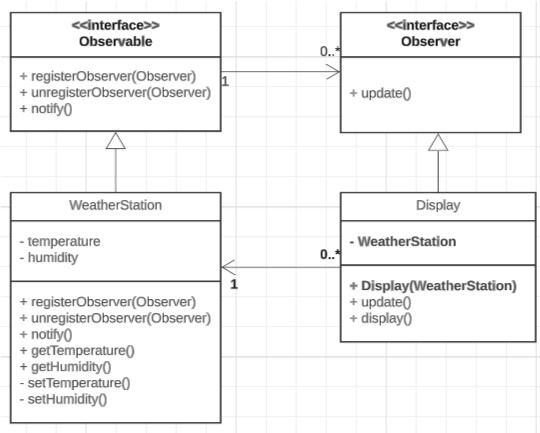 <<interface>>
Observable
+ registerObserver(Observer)
+ unregisterObserver(Observer)
+ notify()
1
0..*
<<interface>>
Observer
+ update()
WeatherStation
- temperature
- humidity
+ registerObserver(Observer)
+ unregisterObserver(Observer)
+ notify()
+ getTemperature()
+ getHumidity()
- setTemperature()
- setHumidity()
1
0..*
Display
- WeatherStation
+ Display(WeatherStation)
+ update()
+ display()